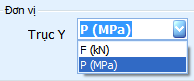 Đơn vị
Trục Y P (MPa)
F (kN)
P (MPa)